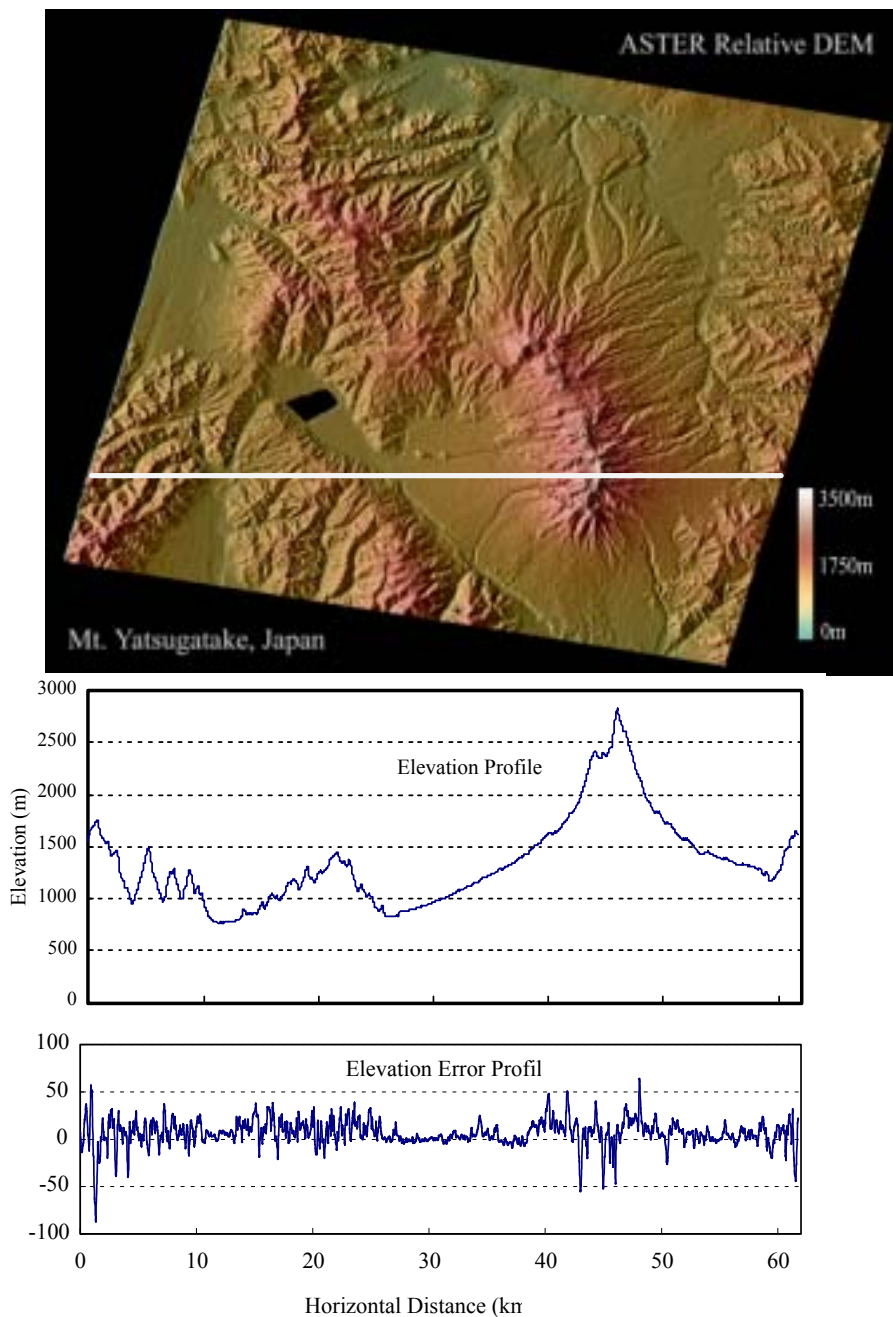 ASTER Relative DEM
3500m
1750m
0m
Mt. Yatsugatake, Japan
3000
2500
2000
1500
1000
500
0
Elevation (m)
Elevation Profile
100
50
0
-50
-100
Elevation Error Profil
0 10 20 30 40 50 60
Horizontal Distance (km